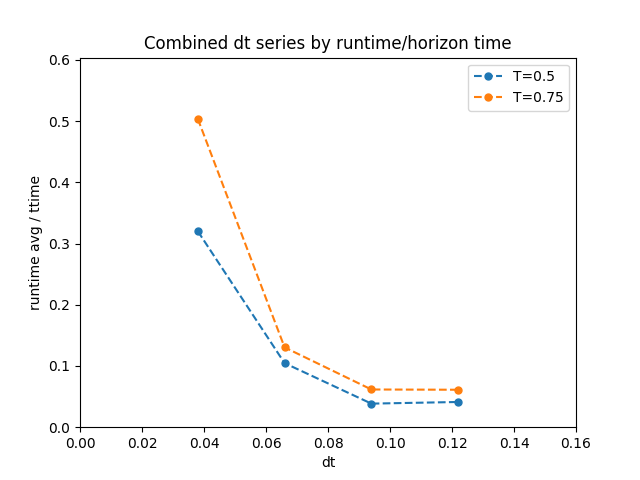 Combined dt series by runtime/horizon time
runtime avg / ttime
0.6
0.5
0.4
0.3
0.2
0.1
0.0
T=0.5
T=0.75
0.00 0.02 0.04 0.06 0.08 0.10 0.12 0.14 0.16
dt